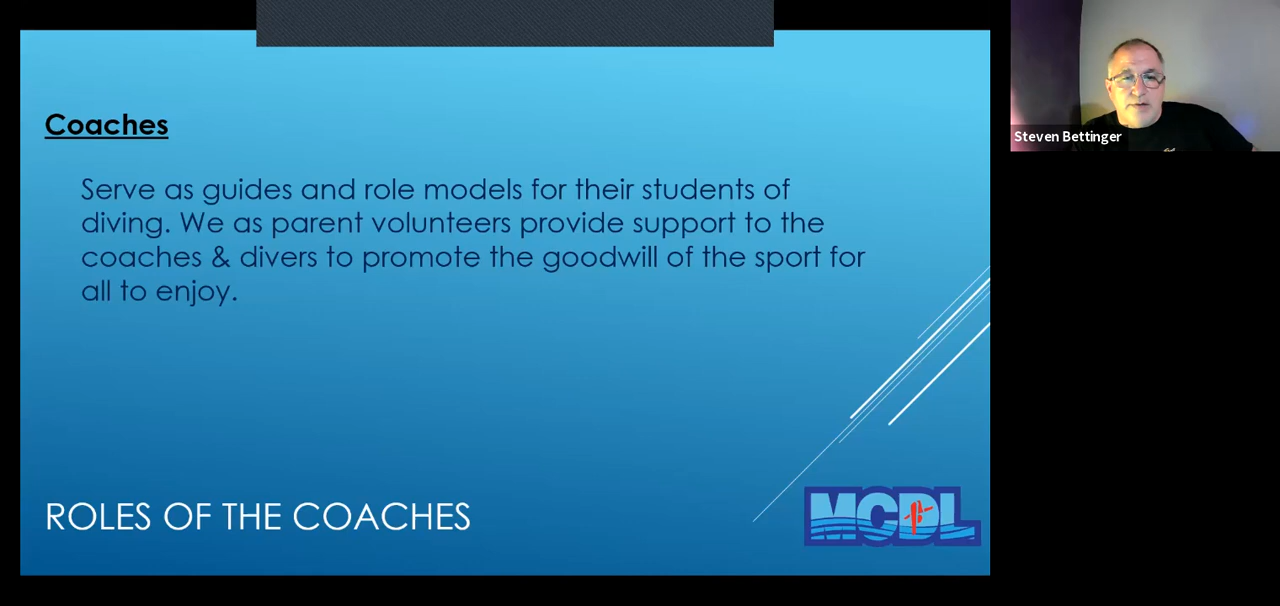 Coaches
Serve as guides and role models for their students of
diving. We as parent volunteers provide support to the
coaches & divers to promote the goodwill of the sport for
all to enjoy.
ROLES OF THE COACHES
MCDL
Steven Bettinger